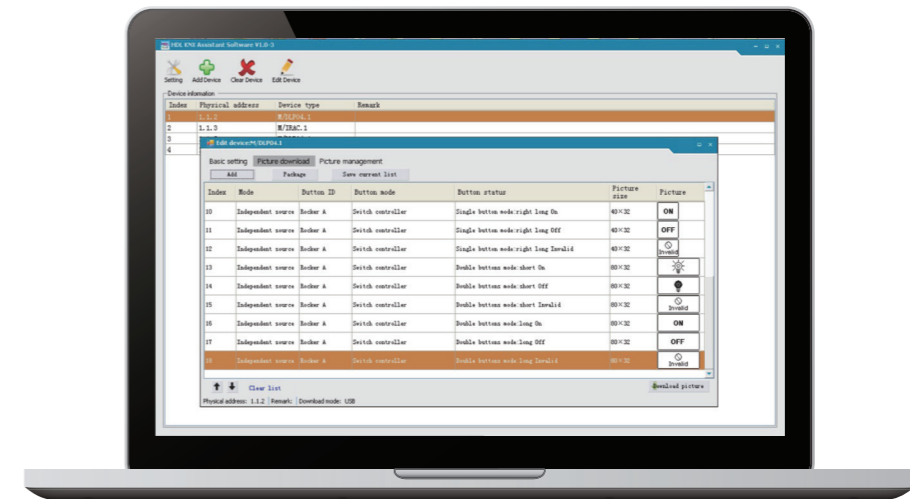 HDL KNX Assistant Software V1.0-3
Setting Add Device Clear Device Edit Device
Device information
Index Physical address Device type Remark
1 1.1.2 M/DLP04.1
2 1.1.3 M/IRAC.1
3
4
Edit device:M/DLP04.1
Basic setting Picture download Picture management
Add Package Save current list
Index Mode Button ID Button mode Button status Picture size Picture
10 Independent source Rocker A Switch controller Single button mode:right long On 40×32 ON
11 Independent source Rocker A Switch controller Single button mode:right long Off 40×32 OFF
12 Independent source Rocker A Switch controller Single button mode:right long Invalid 40×32 Invalid
13 Independent source Rocker A Switch controller Double buttons mode:short On 80×32
14 Independent source Rocker A Switch controller Double buttons mode:short Off 80×32
15 Independent source Rocker A Switch controller Double buttons mode:short Invalid 80×32 Invalid
16 Independent source Rocker A Switch controller Double buttons mode:long On 80×32 ON
17 Independent source Rocker A Switch controller Double buttons mode:long Off 80×32 OFF
18 Independent source Rocker A Switch controller Double buttons mode:long Invalid 80×32 Invalid
Clear list Download picture
Physical address: 1.1.2 Remark: Download mode: USB